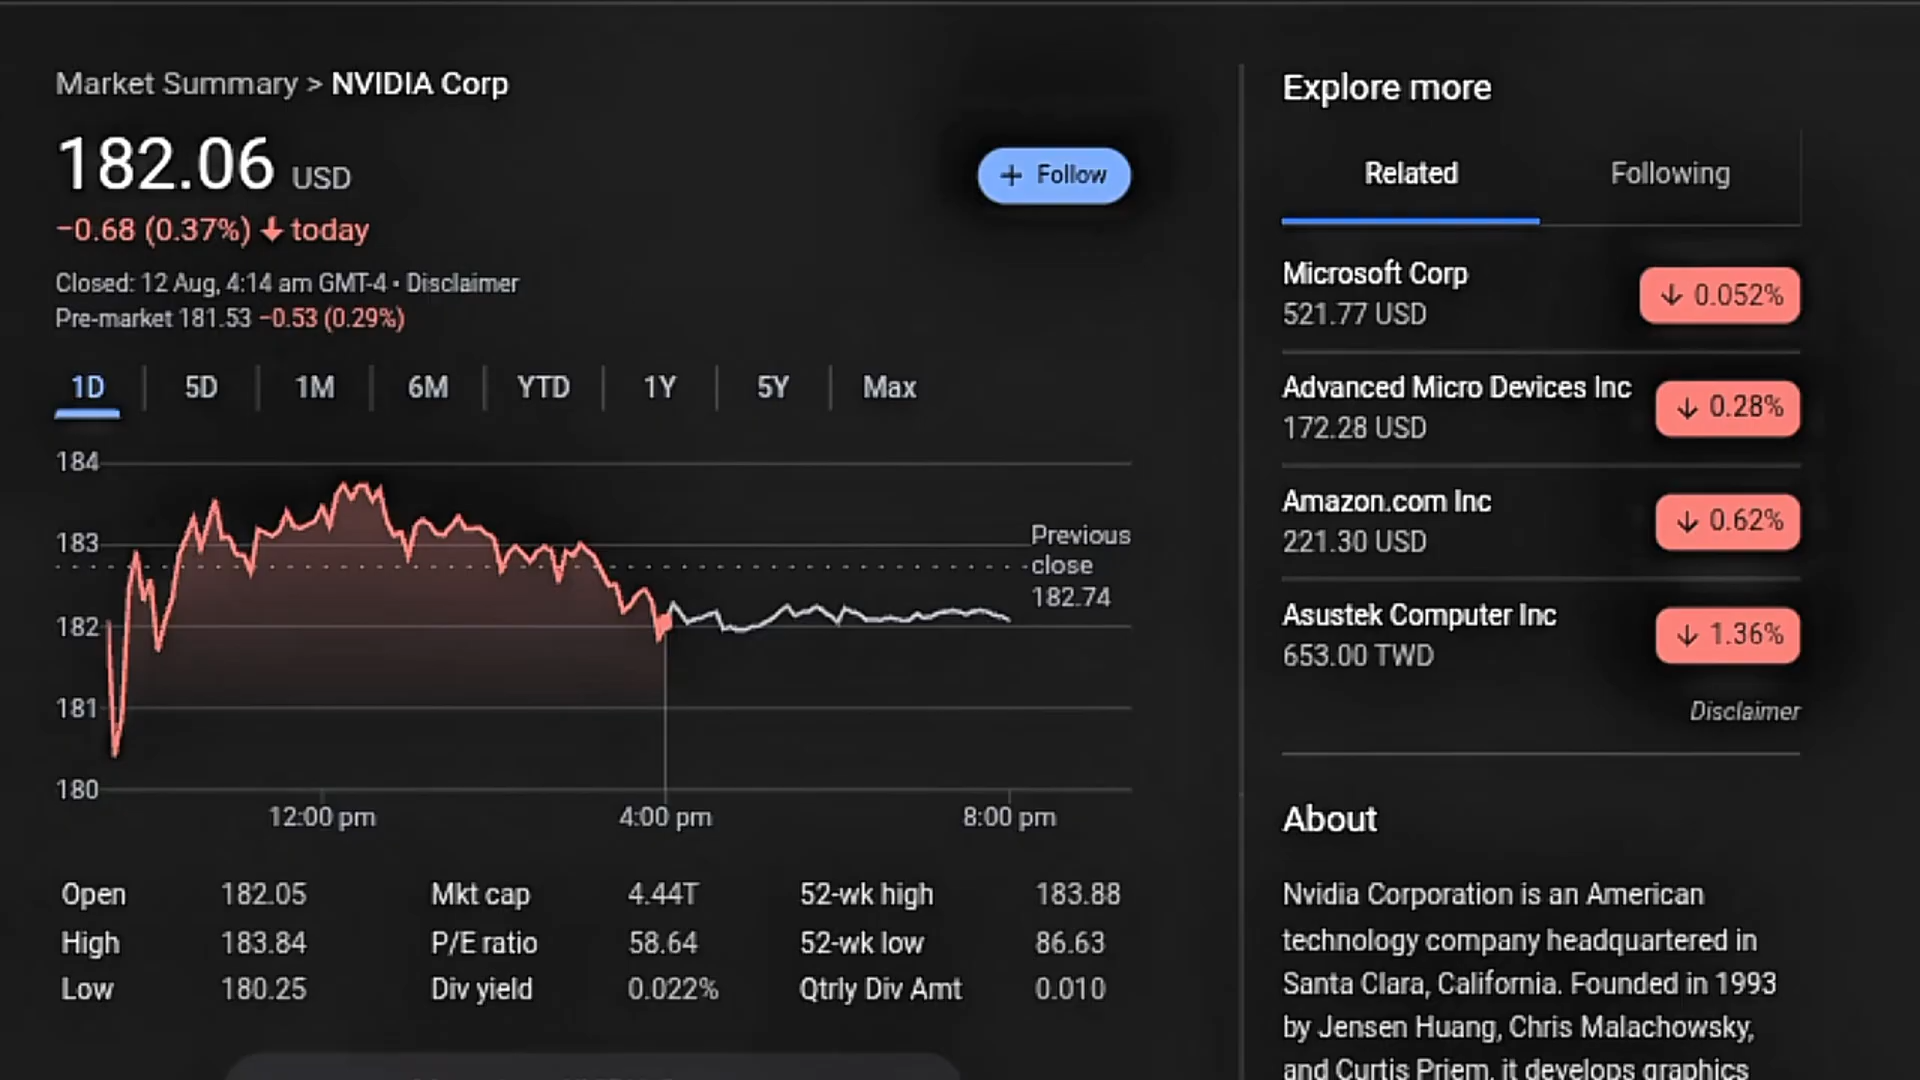 Market Summary > NVIDIA Corp
182.06 USD
+ Follow
−0.68 (0.37%) ↓ today
Closed: 12 Aug, 4:14 am GMT-4 • Disclaimer
Pre-market 181.53 −0.53 (0.29%)
1D 5D 1M 6M YTD 1Y 5Y Max
184
183
182
181
180
Previous
close
182.74
12:00 pm 4:00 pm 8:00 pm
Open 182.05 Mkt cap 4.44T 52-wk high 183.88
High 183.84 P/E ratio 58.64 52-wk low 86.63
Low 180.25 Div yield 0.022% Qtrly Div Amt 0.010
Explore more
Related Following
Microsoft Corp
521.77 USD
↓ 0.052%
Advanced Micro Devices Inc
172.28 USD
↓ 0.28%
Amazon.com Inc
221.30 USD
↓ 0.62%
Asustek Computer Inc
653.00 TWD
↓ 1.36%
Disclaimer
About
Nvidia Corporation is an American
technology company headquartered in
Santa Clara, California. Founded in 1993
by Jensen Huang, Chris Malachowsky,
and Curtis Priem, it develops graphics